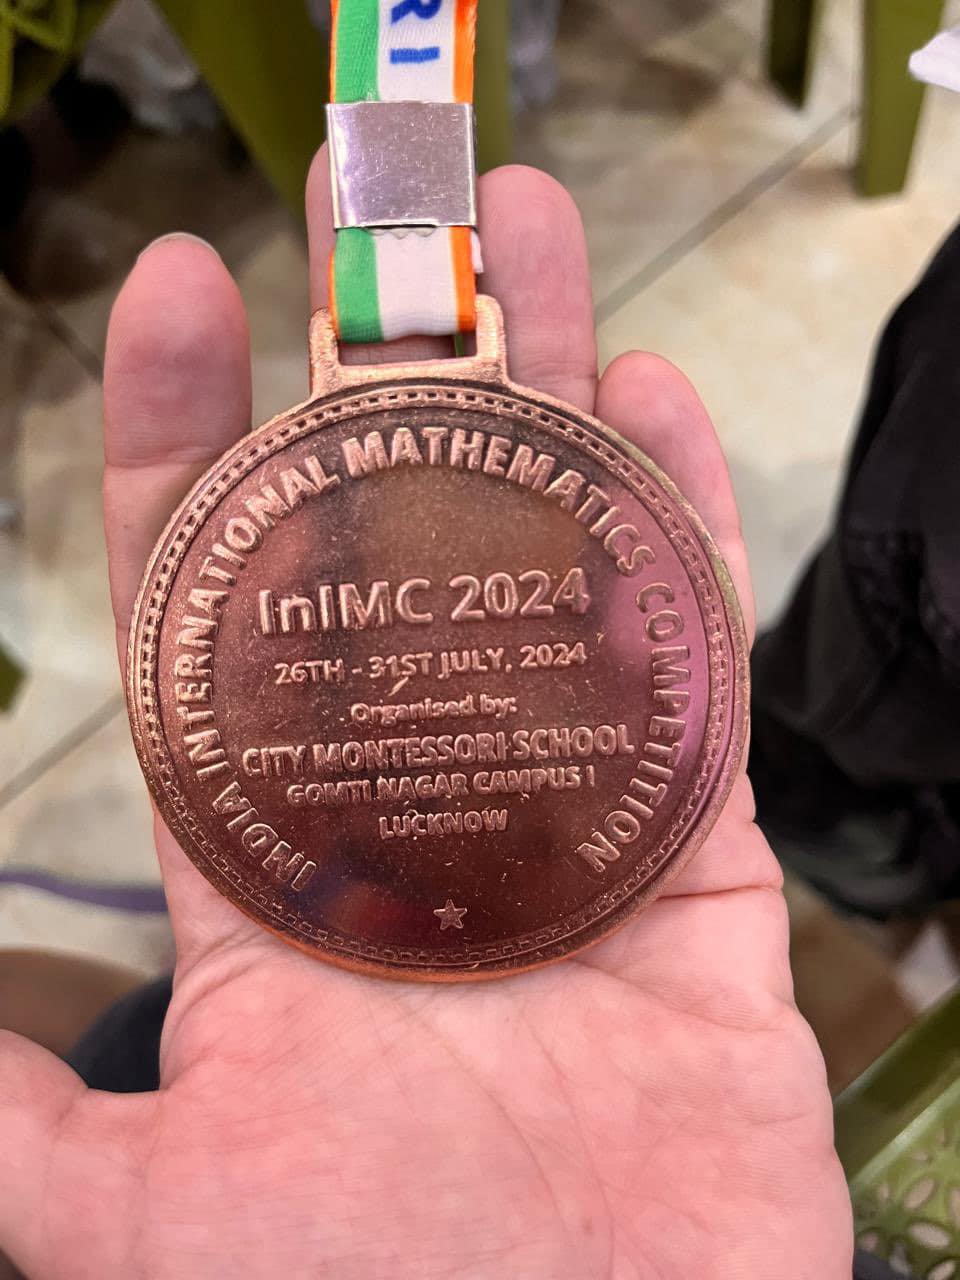 RI
INDIA INTERNATIONAL MATHEMATICS COMPETITION
InIMC 2024
26TH - 31ST JULY, 2024
Organised by:
CITY MONTESSORI SCHOOL
GOMTI NAGAR CAMPUS I
LUCKNOW